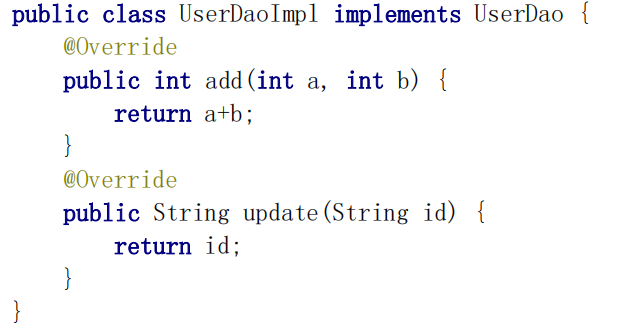 public class UserDaoImpl implements UserDao {
    @Override
    public int add(int a, int b) {
        return a+b;
    }
    @Override
    public String update(String id) {
        return id;
    }
}